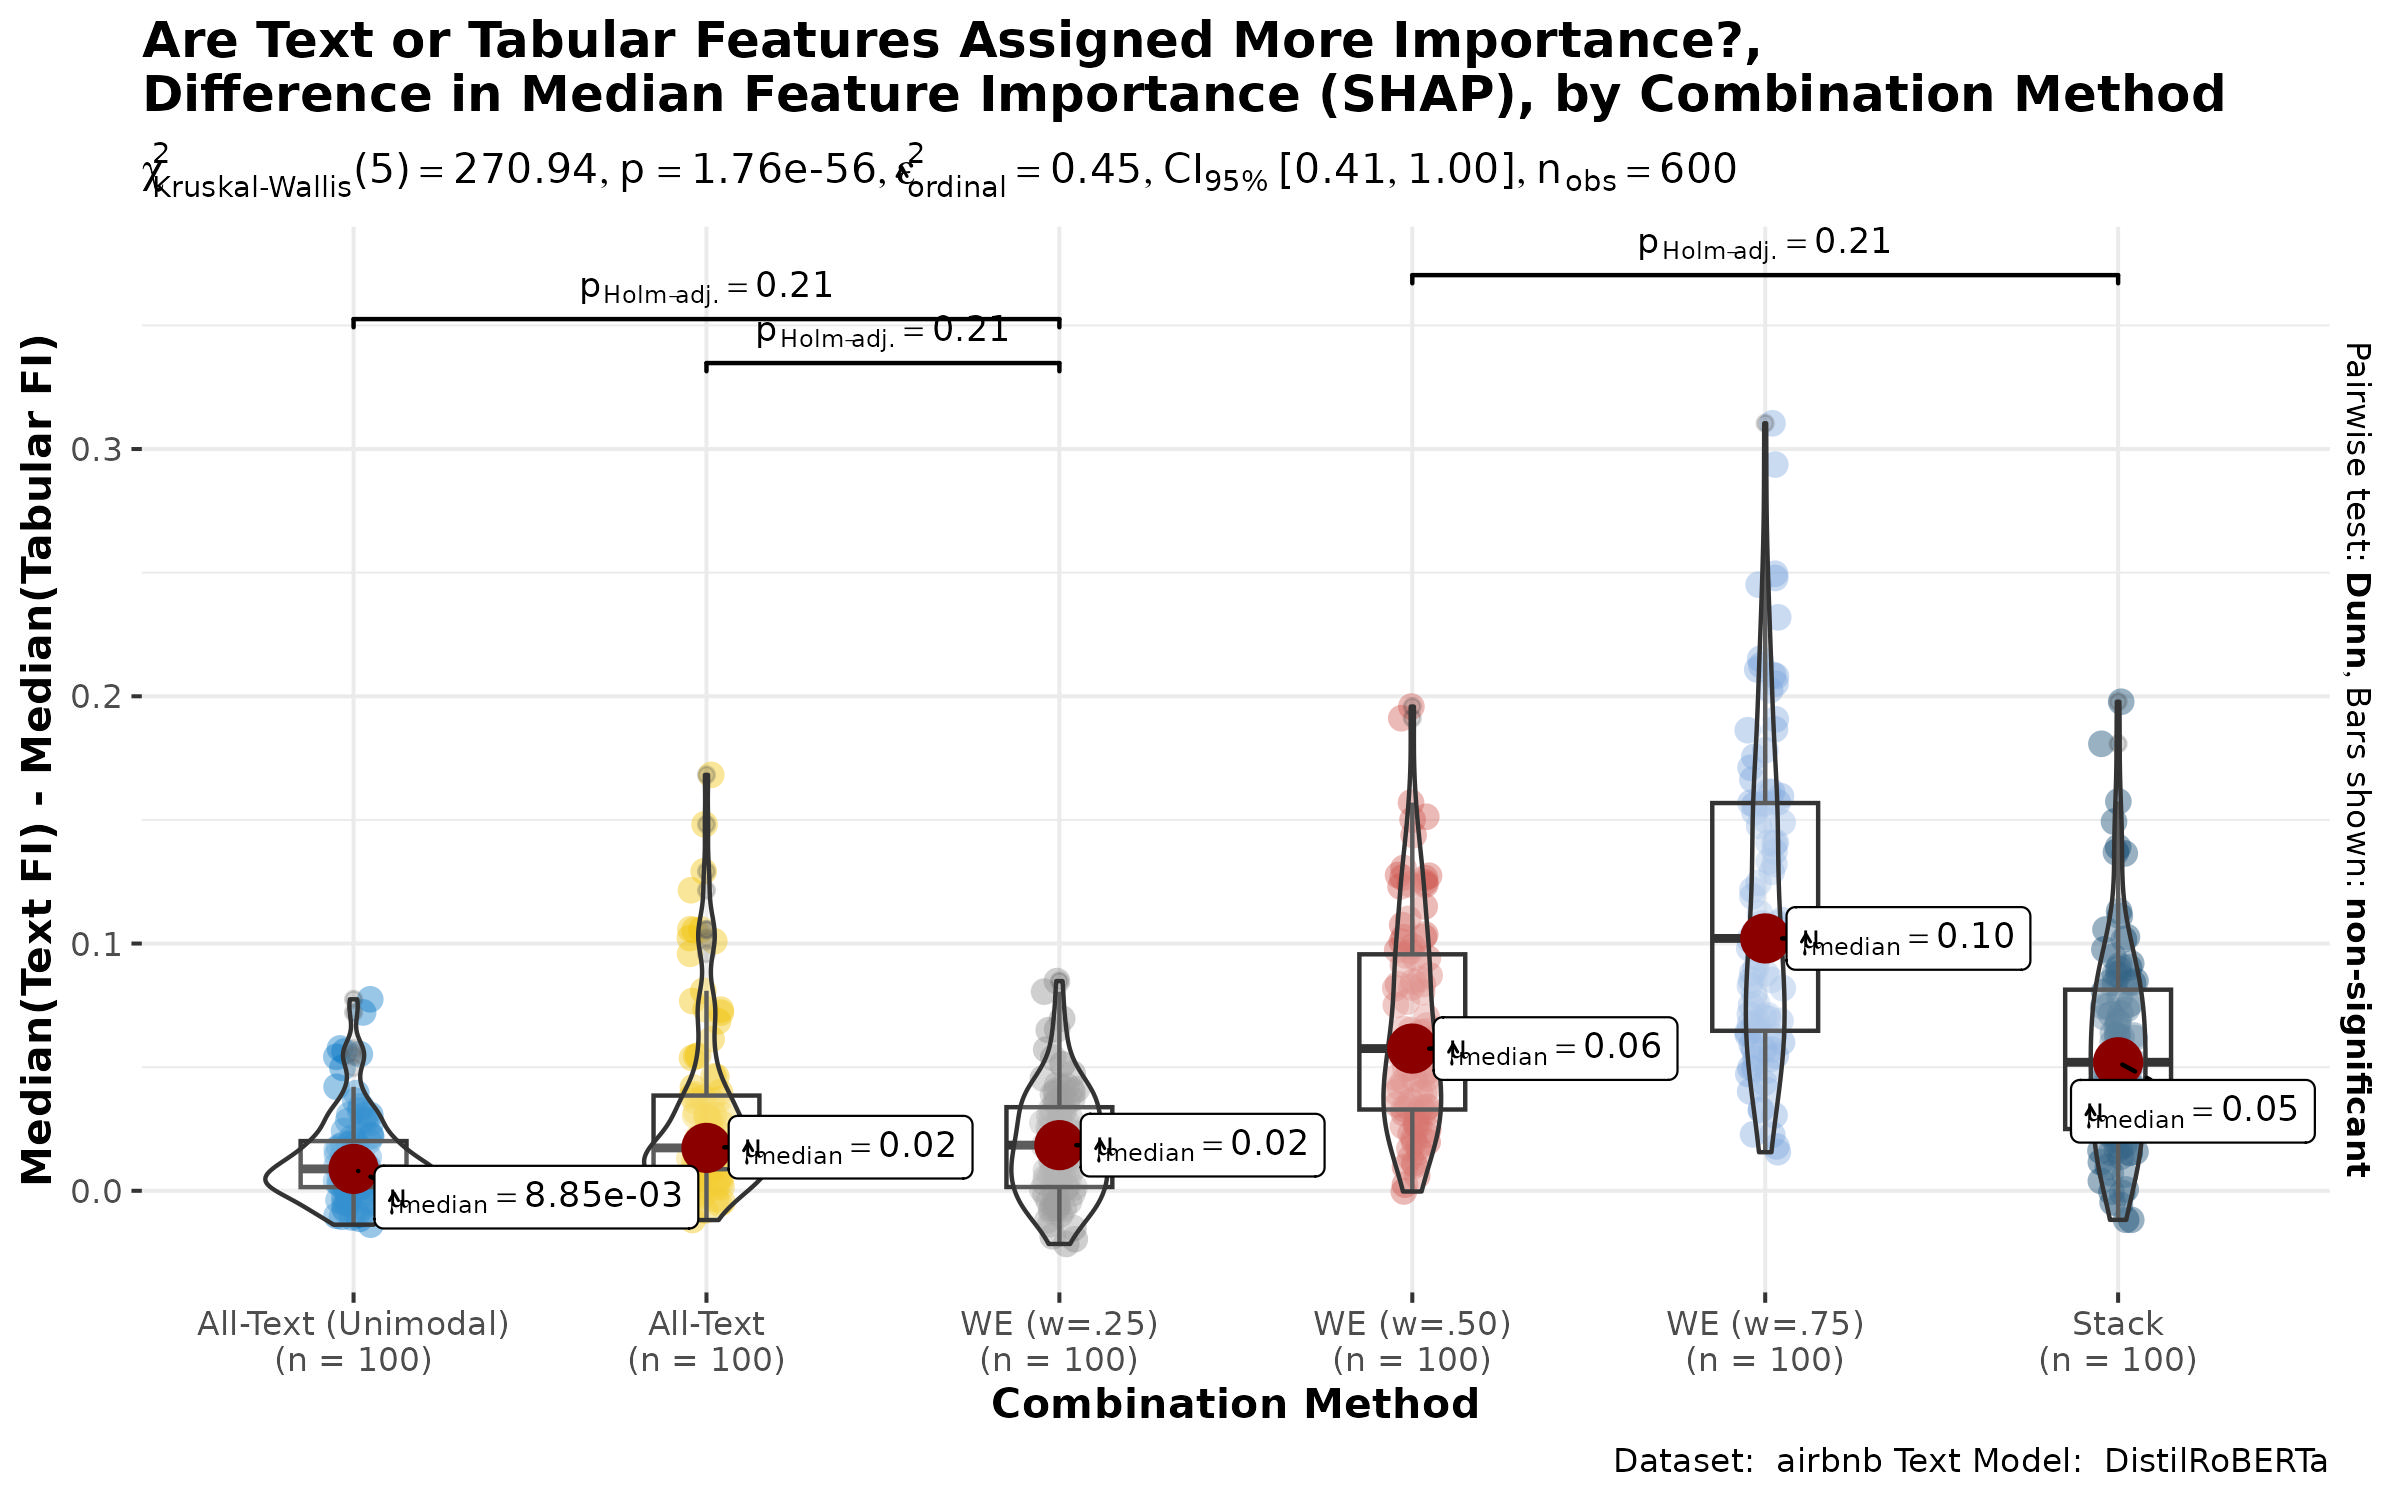 Are Text or Tabular Features Assigned More Importance?,
Difference in Median Feature Importance (SHAP), by Combination Method
χ²Kruskal-Wallis(5) = 270.94, p = 1.76e-56, ε̂²ordinal = 0.45, CI95% [0.41, 1.00], nobs = 600
pHolm-adj. = 0.21
pHolm-adj. = 0.21
pHolm-adj. = 0.21
Median(Text FI) - Median(Tabular FI)
0.3
0.2
0.1
0.0
μ̂median = 8.85e-03
μ̂median = 0.02
μ̂median = 0.02
μ̂median = 0.06
μ̂median = 0.10
μ̂median = 0.05
Pairwise test: Dunn, Bars shown: non-significant
All-Text (Unimodal)
(n = 100)
All-Text
(n = 100)
WE (w=.25)
(n = 100)
WE (w=.50)
(n = 100)
WE (w=.75)
(n = 100)
Stack
(n = 100)
Combination Method
Dataset:  airbnb Text Model:  DistilRoBERTa